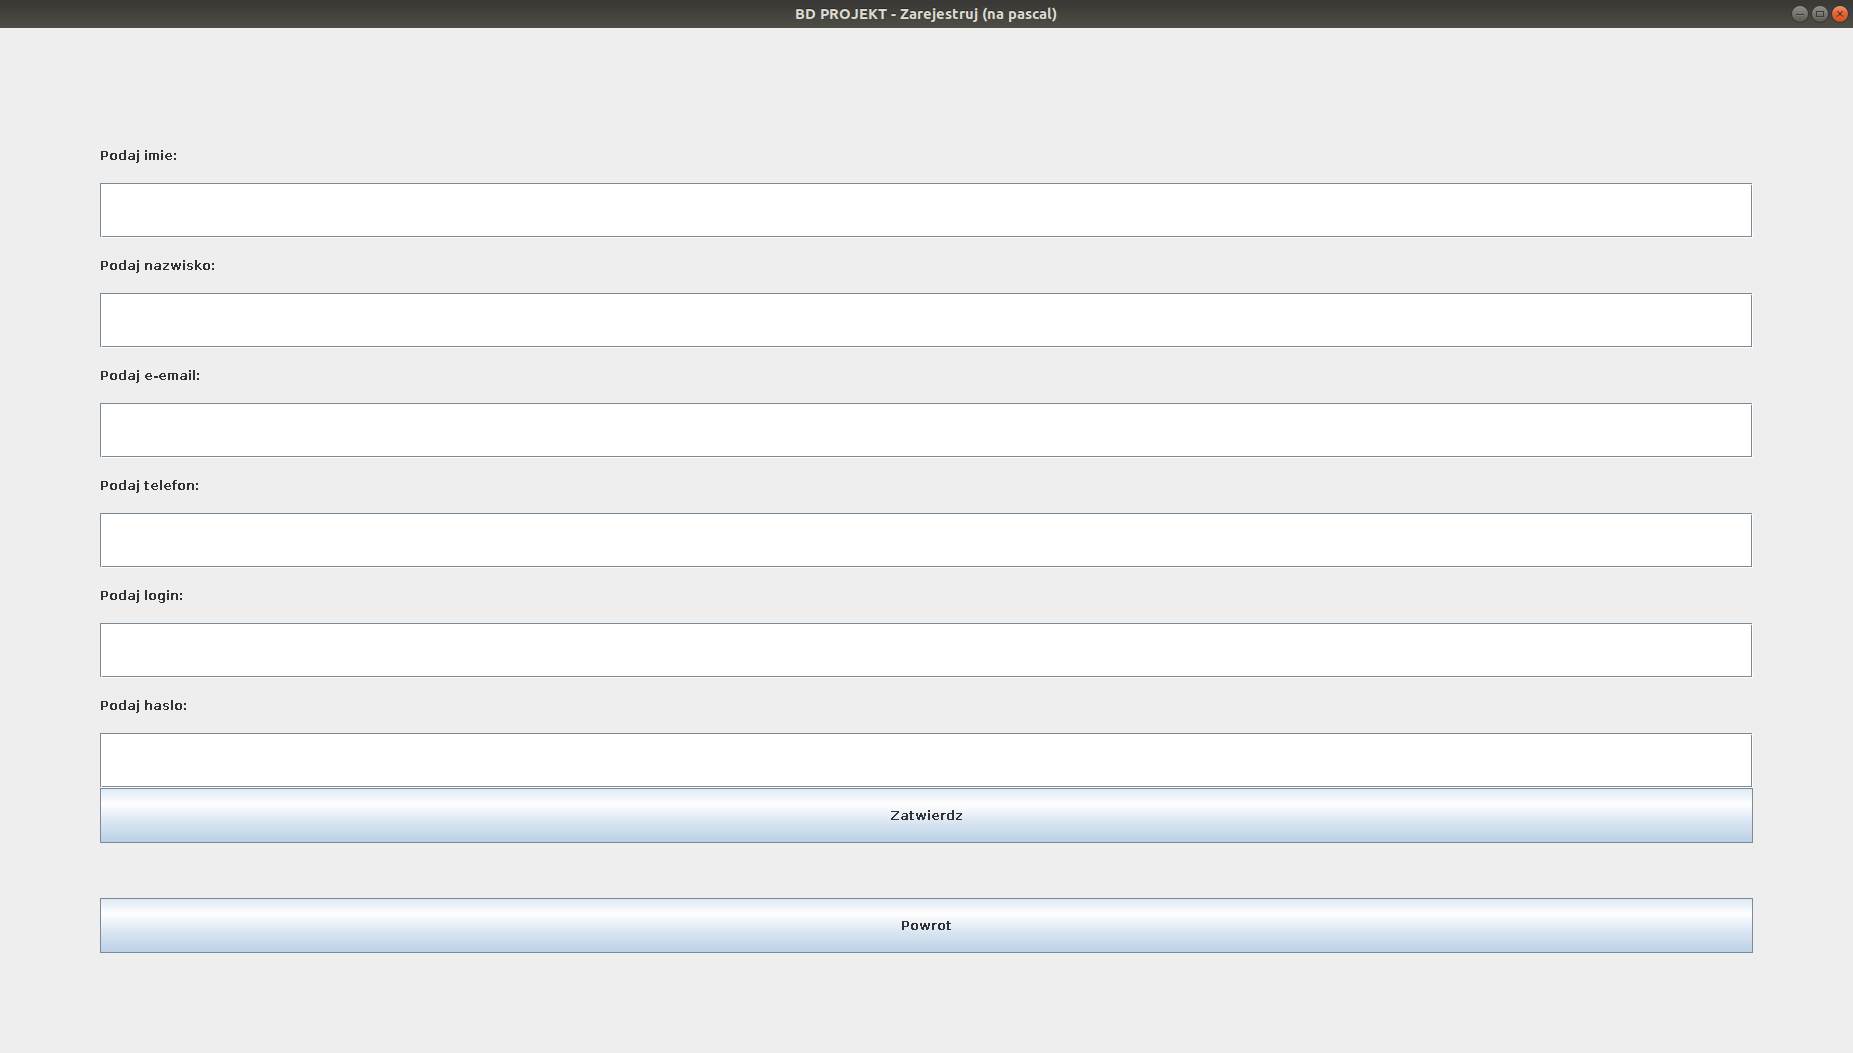 BD PROJEKT - Zarejestruj (na pascal)
Podaj imie:
Podaj nazwisko:
Podaj e-email:
Podaj telefon:
Podaj login:
Podaj haslo:
Zatwierdz
Powrot